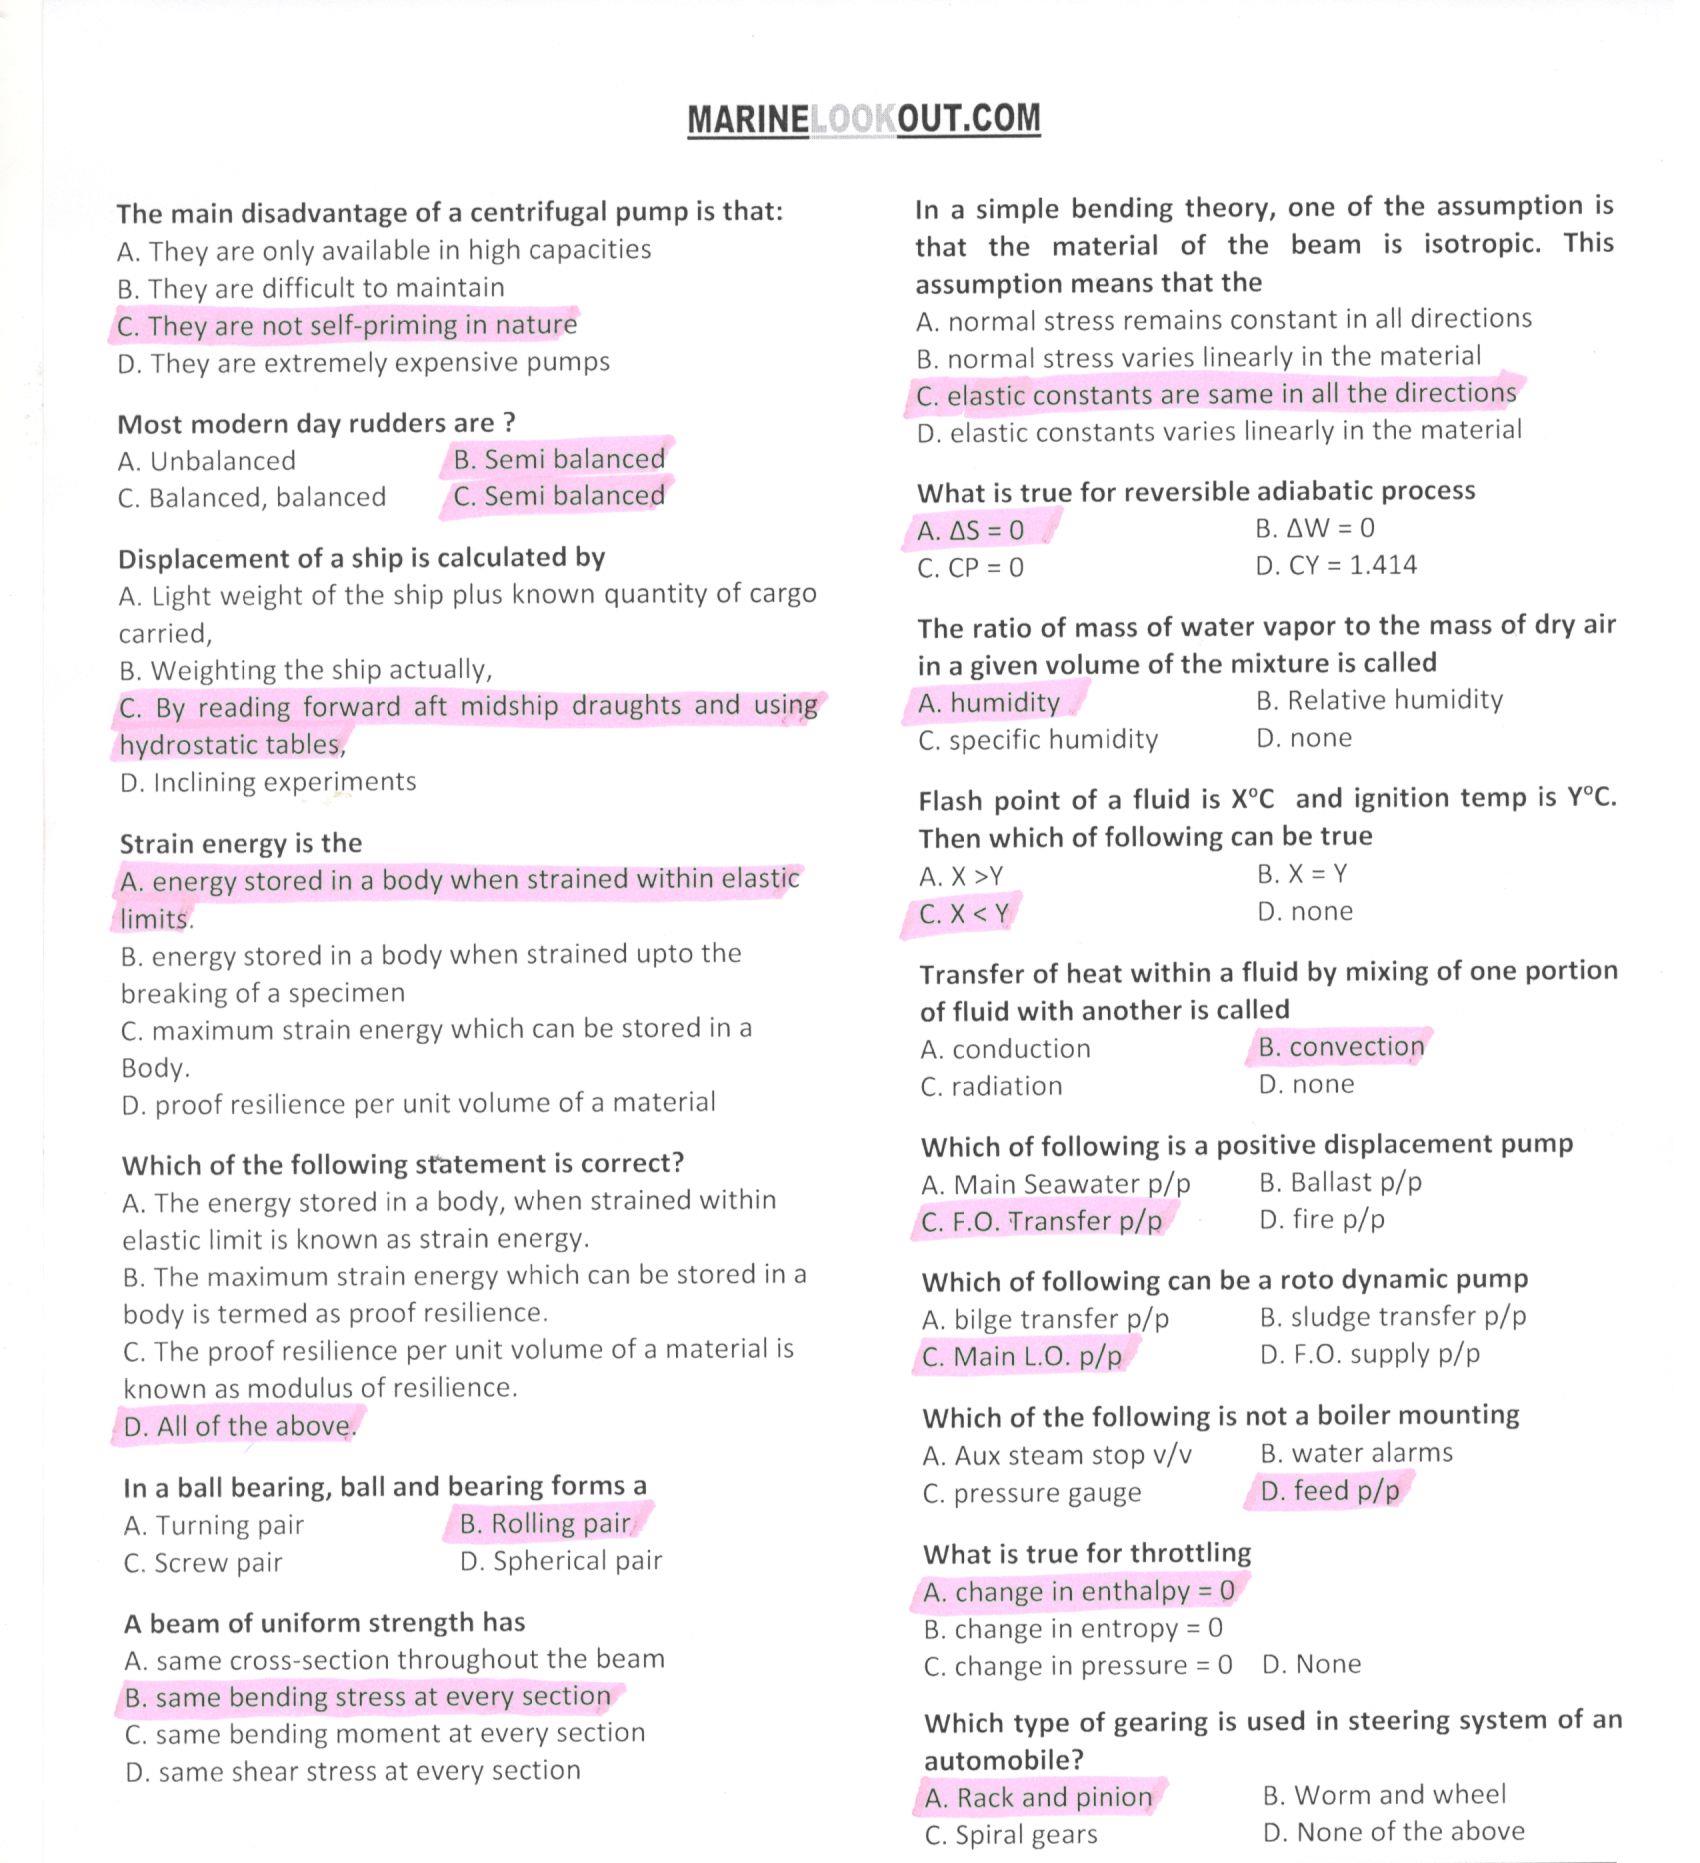 MARINELOOKOUT.COM
The main disadvantage of a centrifugal pump is that:
A. They are only available in high capacities
B. They are difficult to maintain
C. They are not self-priming in nature
D. They are extremely expensive pumps
Most modern day rudders are ?
A. Unbalanced B. Semi balanced
C. Balanced, balanced C. Semi balanced
Displacement of a ship is calculated by
A. Light weight of the ship plus known quantity of cargo
carried,
B. Weighting the ship actually,
C. By reading forward aft midship draughts and using
hydrostatic tables,
D. Inclining experiments
Strain energy is the
A. energy stored in a body when strained within elastic
limits.
B. energy stored in a body when strained upto the
breaking of a specimen
C. maximum strain energy which can be stored in a
Body.
D. proof resilience per unit volume of a material
Which of the following statement is correct?
A. The energy stored in a body, when strained within
elastic limit is known as strain energy.
B. The maximum strain energy which can be stored in a
body is termed as proof resilience.
C. The proof resilience per unit volume of a material is
known as modulus of resilience.
D. All of the above.
In a ball bearing, ball and bearing forms a
A. Turning pair B. Rolling pair
C. Screw pair D. Spherical pair
A beam of uniform strength has
A. same cross-section throughout the beam
B. same bending stress at every section
C. same bending moment at every section
D. same shear stress at every section
In a simple bending theory, one of the assumption is
that the material of the beam is isotropic. This
assumption means that the
A. normal stress remains constant in all directions
B. normal stress varies linearly in the material
C. elastic constants are same in all the directions
D. elastic constants varies linearly in the material
What is true for reversible adiabatic process
A. ΔS = 0 B. ΔW = 0
C. CP = 0 D. CY = 1.414
The ratio of mass of water vapor to the mass of dry air
in a given volume of the mixture is called
A. humidity B. Relative humidity
C. specific humidity D. none
Flash point of a fluid is XºC and ignition temp is YºC.
Then which of following can be true
A. X >Y B. X = Y
C. X < Y D. none
Transfer of heat within a fluid by mixing of one portion
of fluid with another is called
A. conduction B. convection
C. radiation D. none
Which of following is a positive displacement pump
A. Main Seawater p/p B. Ballast p/p
C. F.O. Transfer p/p D. fire p/p
Which of following can be a roto dynamic pump
A. bilge transfer p/p B. sludge transfer p/p
C. Main L.O. p/p D. F.O. supply p/p
Which of the following is not a boiler mounting
A. Aux steam stop v/v B. water alarms
C. pressure gauge D. feed p/p
What is true for throttling
A. change in enthalpy = 0
B. change in entropy = 0
C. change in pressure = 0 D. None
Which type of gearing is used in steering system of an
automobile?
A. Rack and pinion B. Worm and wheel
C. Spiral gears D. None of the above